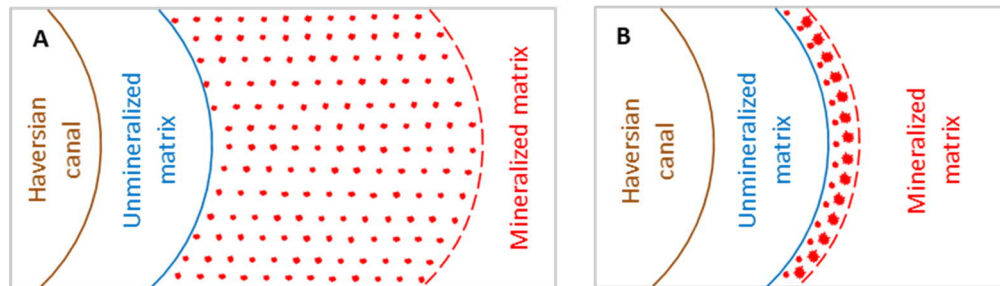 A
Haversian
canal
Unmineralized
matrix
Mineralized matrix
B
Haversian
canal
Unmineralized
matrix
Mineralized
matrix